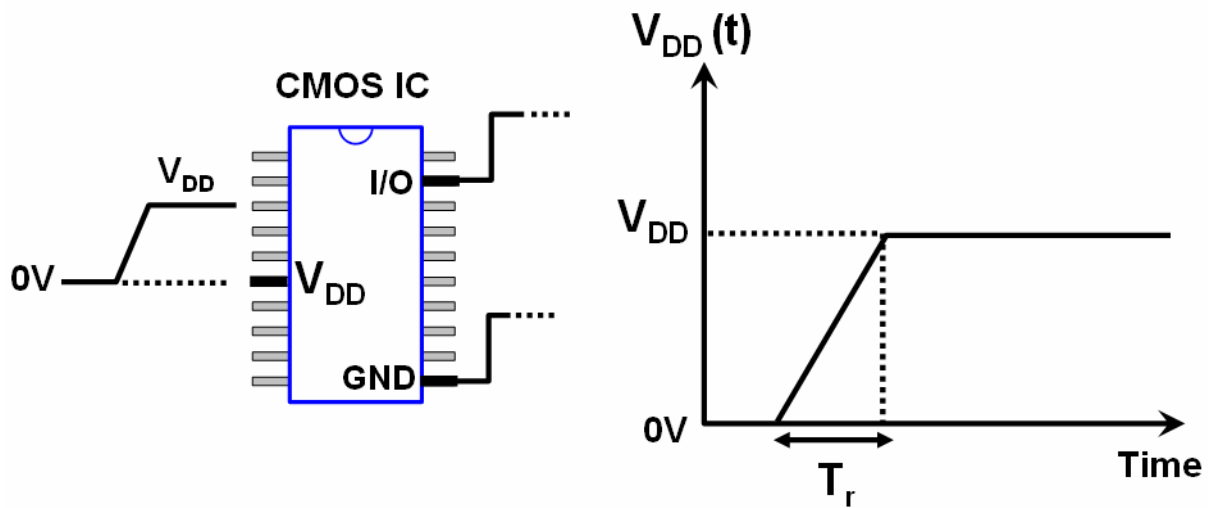 CMOS IC
V_DD
0V
I/O
V_DD
GND
V_DD (t)
V_DD
0V
T_r
Time